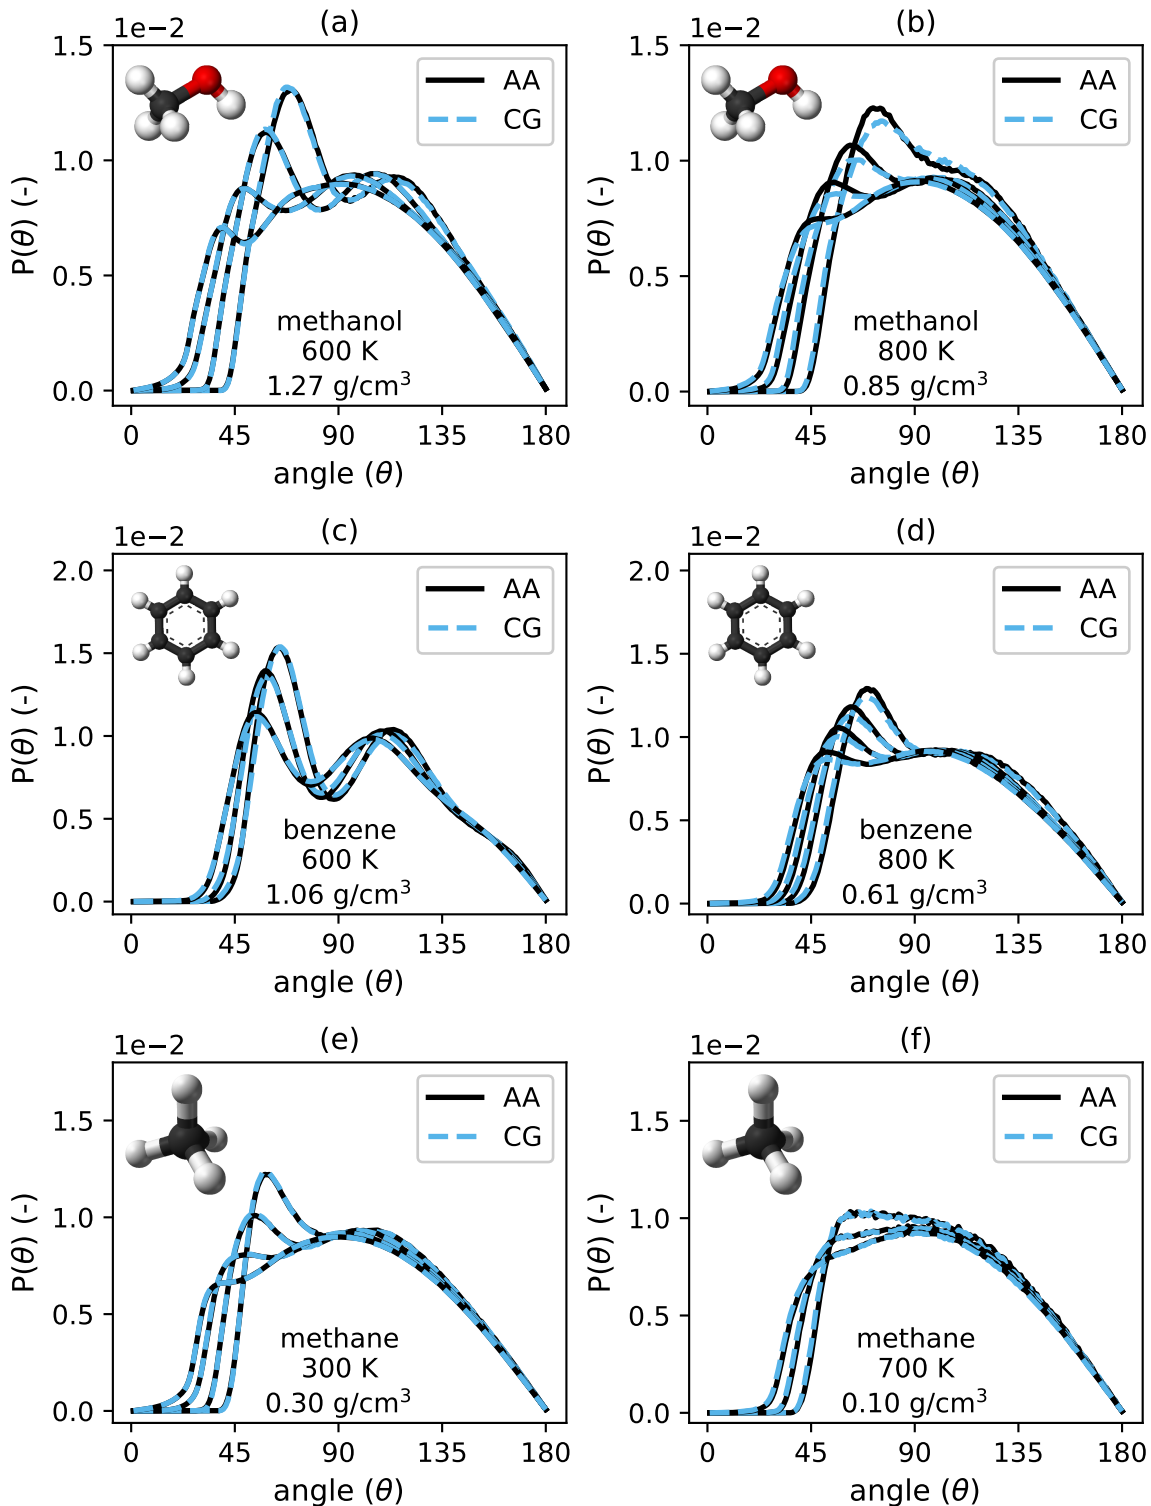 (a)
1e−2
1.5
1.0
0.5
0.0
P(θ) (-)
AA
CG
methanol
600 K
1.27 g/cm³
0 45 90 135 180
angle (θ)
(b)
1e−2
1.5
1.0
0.5
0.0
P(θ) (-)
AA
CG
methanol
800 K
0.85 g/cm³
0 45 90 135 180
angle (θ)
(c)
1e−2
2.0
1.5
1.0
0.5
0.0
P(θ) (-)
AA
CG
benzene
600 K
1.06 g/cm³
0 45 90 135 180
angle (θ)
(d)
1e−2
2.0
1.5
1.0
0.5
0.0
P(θ) (-)
AA
CG
benzene
800 K
0.61 g/cm³
0 45 90 135 180
angle (θ)
(e)
1e−2
1.5
1.0
0.5
0.0
P(θ) (-)
AA
CG
methane
300 K
0.30 g/cm³
0 45 90 135 180
angle (θ)
(f)
1e−2
1.5
1.0
0.5
0.0
P(θ) (-)
AA
CG
methane
700 K
0.10 g/cm³
0 45 90 135 180
angle (θ)